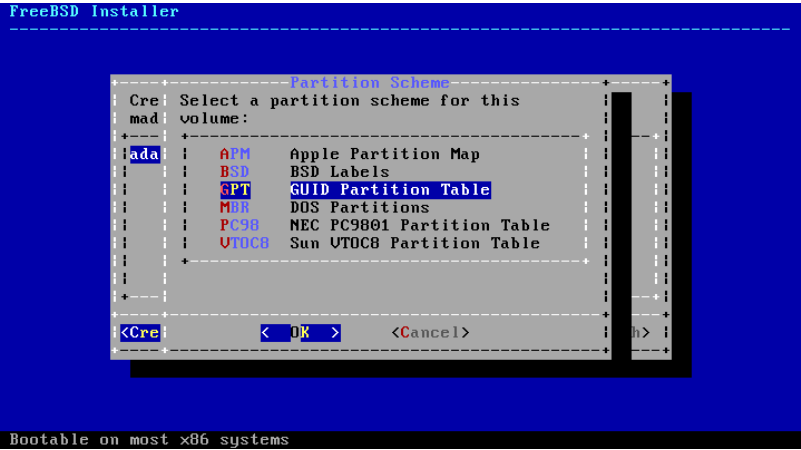 FreeBSD Installer
Partition Scheme
Cre Select a partition scheme for this
mad volume:
ada APM Apple Partition Map
BSD BSD Labels
GPT GUID Partition Table
MBR DOS Partitions
PC98 NEC PC9801 Partition Table
VTOC8 Sun VTOC8 Partition Table
<Cre < OK > <Cancel> h>
Bootable on most x86 systems